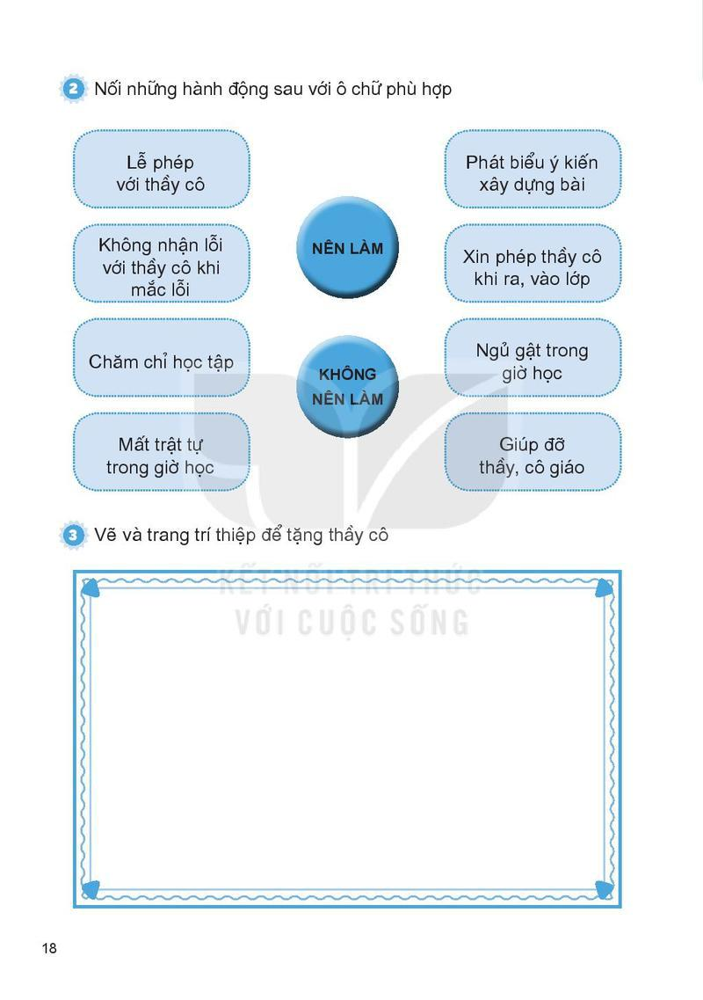 2 Nối những hành động sau với ô chữ phù hợp
Lễ phép
với thầy cô
Không nhận lỗi
với thầy cô khi
mắc lỗi
Chăm chỉ học tập
Mất trật tự
trong giờ học
NÊN LÀM
KHÔNG
NÊN LÀM
Phát biểu ý kiến
xây dựng bài
Xin phép thầy cô
khi ra, vào lớp
Ngủ gật trong
giờ học
Giúp đỡ
thầy, cô giáo
3 Vẽ và trang trí thiệp để tặng thầy cô
KẾT NỐI TRI THỨC
VỚI CUỘC SỐNG
18